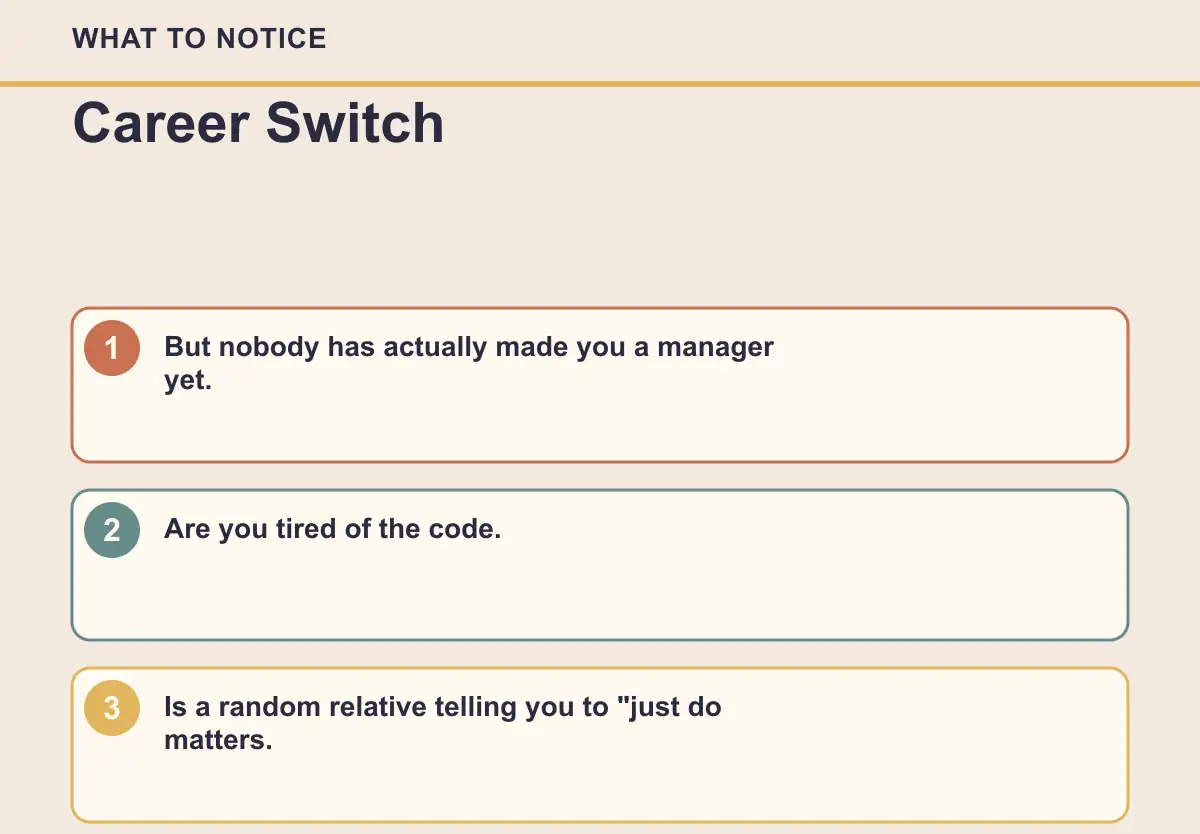 WHAT TO NOTICE
Career Switch
1
But nobody has actually made you a manager
yet.
2
Are you tired of the code.
3
Is a random relative telling you to "just do
matters.